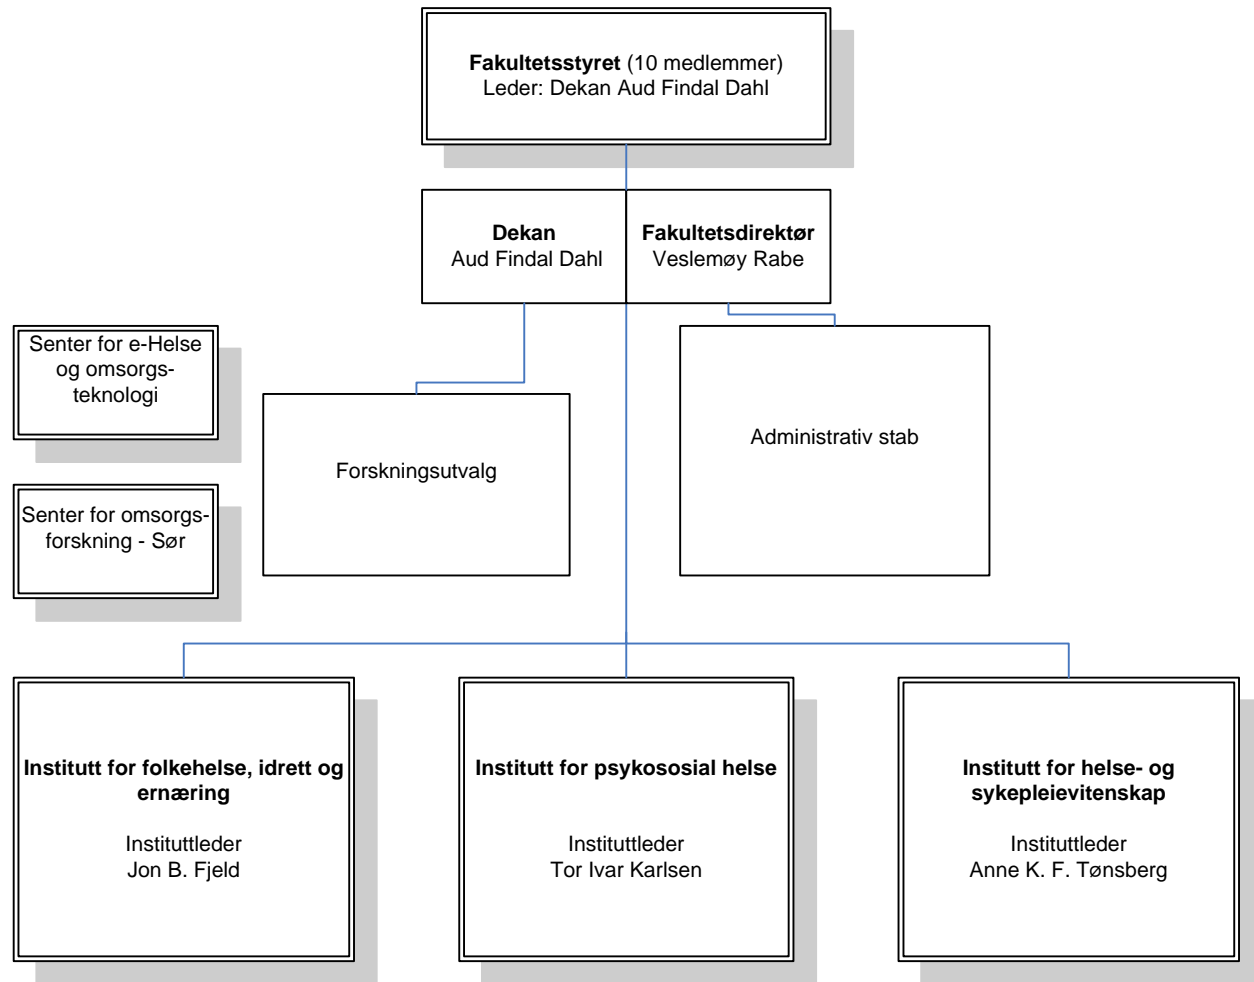 Fakultetsstyret (10 medlemmer)
Leder: Dekan Aud Findal Dahl
Dekan
Aud Findal Dahl
Fakultetsdirektør
Veslemøy Rabe
Senter for e-Helse
og omsorgs-
teknologi
Forskningsutvalg
Administrativ stab
Senter for omsorgs-
forskning - Sør
Institutt for folkehelse, idrett og
ernæring
Instituttleder
Jon B. Fjeld
Institutt for psykososial helse
Instituttleder
Tor Ivar Karlsen
Institutt for helse- og
sykepleievitenskap
Instituttleder
Anne K. F. Tønsberg